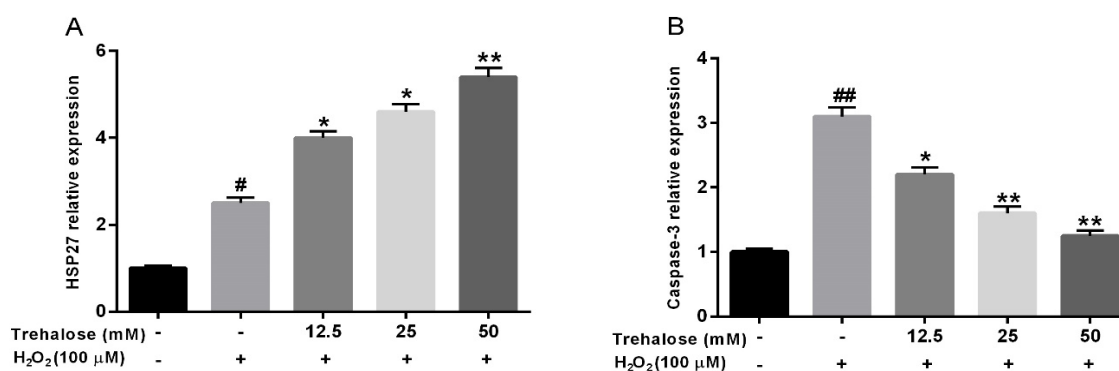 A
HSP27 relative expression
6
4
2
0
#
*
*
**
Trehalose (mM) - - 12.5 25 50
H₂O₂(100 μM) - + + + +
B
Caspase-3 relative expression
4
3
2
1
0
##
*
**
**
Trehalose (mM) - - 12.5 25 50
H₂O₂(100 μM) - + + + +